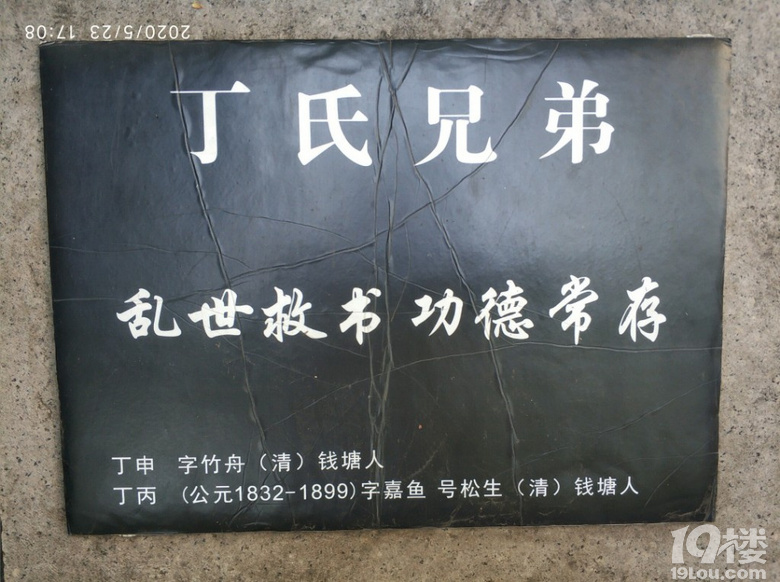 2020/5/23 17:08
丁氏兄弟
乱世救书 功德常存
丁申 字竹舟（清）钱塘人
丁丙 (公元1832-1899)字嘉鱼 号松生（清）钱塘人
19楼
19Lou.com